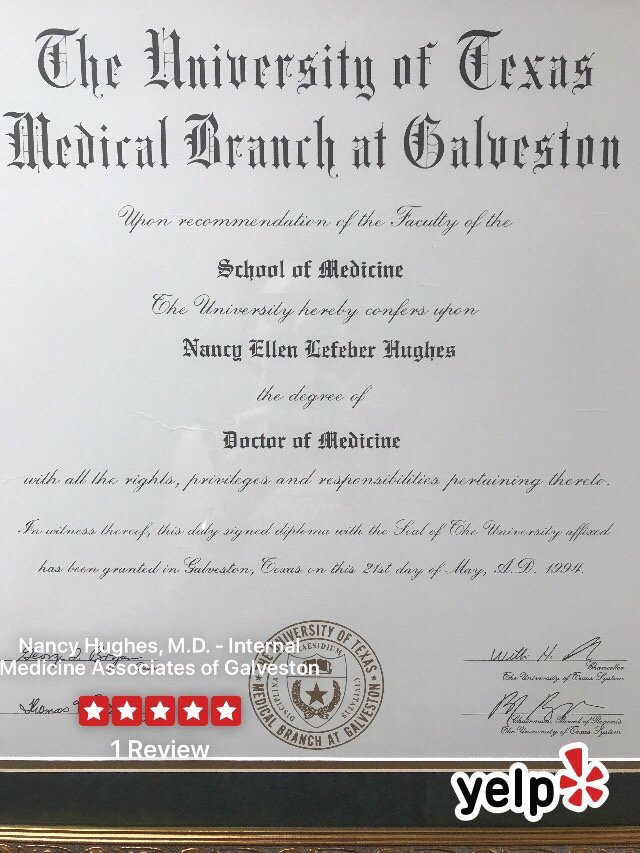 The University of Texas
Medical Branch at Galveston
Upon recommendation of the Faculty of the
School of Medicine
The University hereby confers upon
Nancy Ellen Lefeber Hughes
the degree of
Doctor of Medicine
with all the rights, privileges and responsibilities pertaining thereto.
In witness thereof, this duly signed diploma with the Seal of The University affixed
has been granted in Galveston, Texas on this 21st day of May, A.D. 1994.
THE UNIVERSITY OF TEXAS
MEDICAL BRANCH AT GALVESTON
PRAESIDIUM
DISCIPLINA
CIVITATIS
Chancellor
The University of Texas System
Chairman, Board of Regents
The University of Texas System
Nancy Hughes, M.D. - Internal
Medicine Associates of Galveston
1 Review
yelp